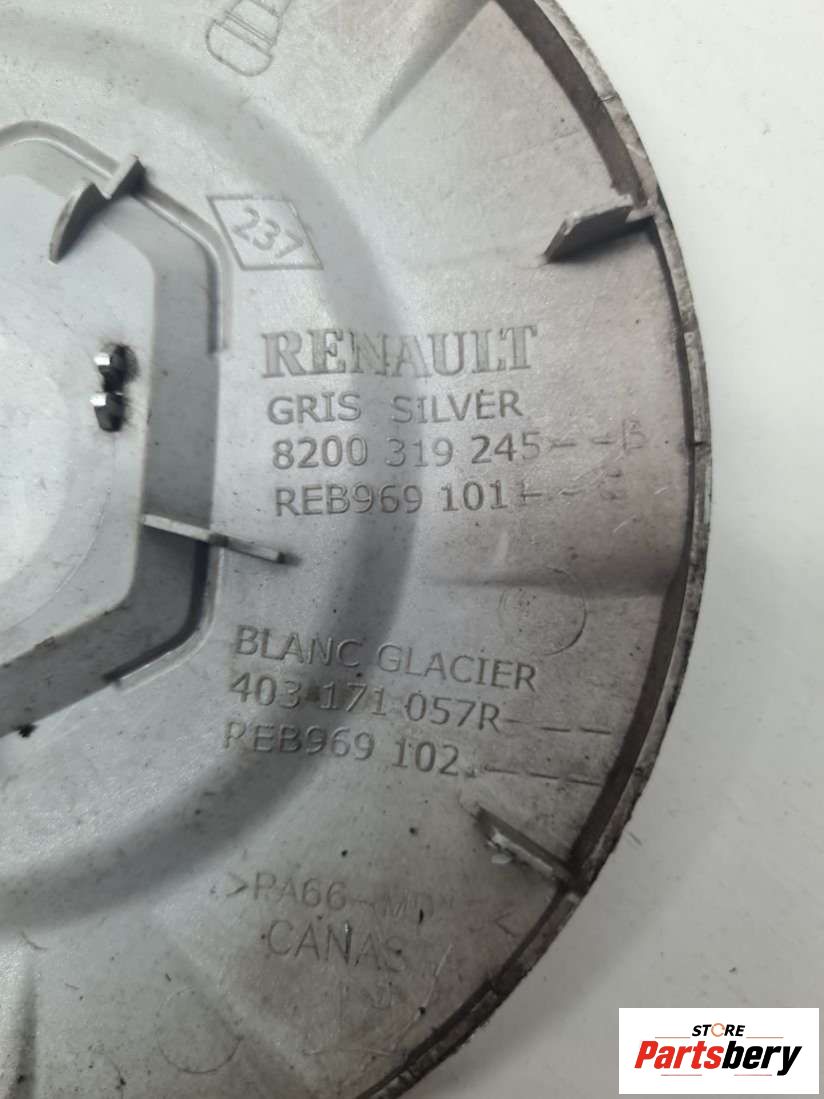 237
RENAULT
GRIS SILVER
8200 319 245---B
REB969 101---
BLANC GLACIER
403 171 057R----
REB969 102----
>PA66-MD
CANAS
STORE
Partsbery